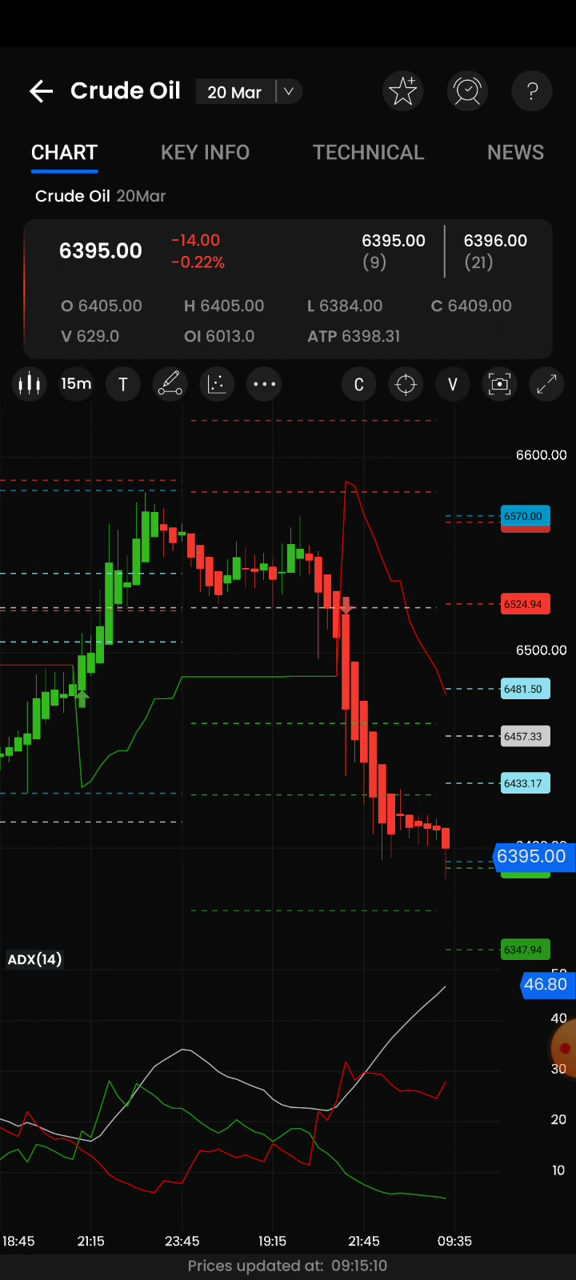 Crude Oil 20 Mar ?
CHART KEY INFO TECHNICAL NEWS
Crude Oil 20Mar
6395.00 -14.00 6395.00 6396.00
-0.22% (9) (21)
O 6405.00 H 6405.00 L 6384.00 C 6409.00
V 629.0 OI 6013.0 ATP 6398.31
15m T C V
6600.00
6570.00
6524.94
6500.00
6481.50
6457.33
6433.17
6395.00
6347.94
ADX(14)
46.80
40
30
20
10
18:45 21:15 23:45 19:15 21:45 09:35
Prices updated at: 09:15:10